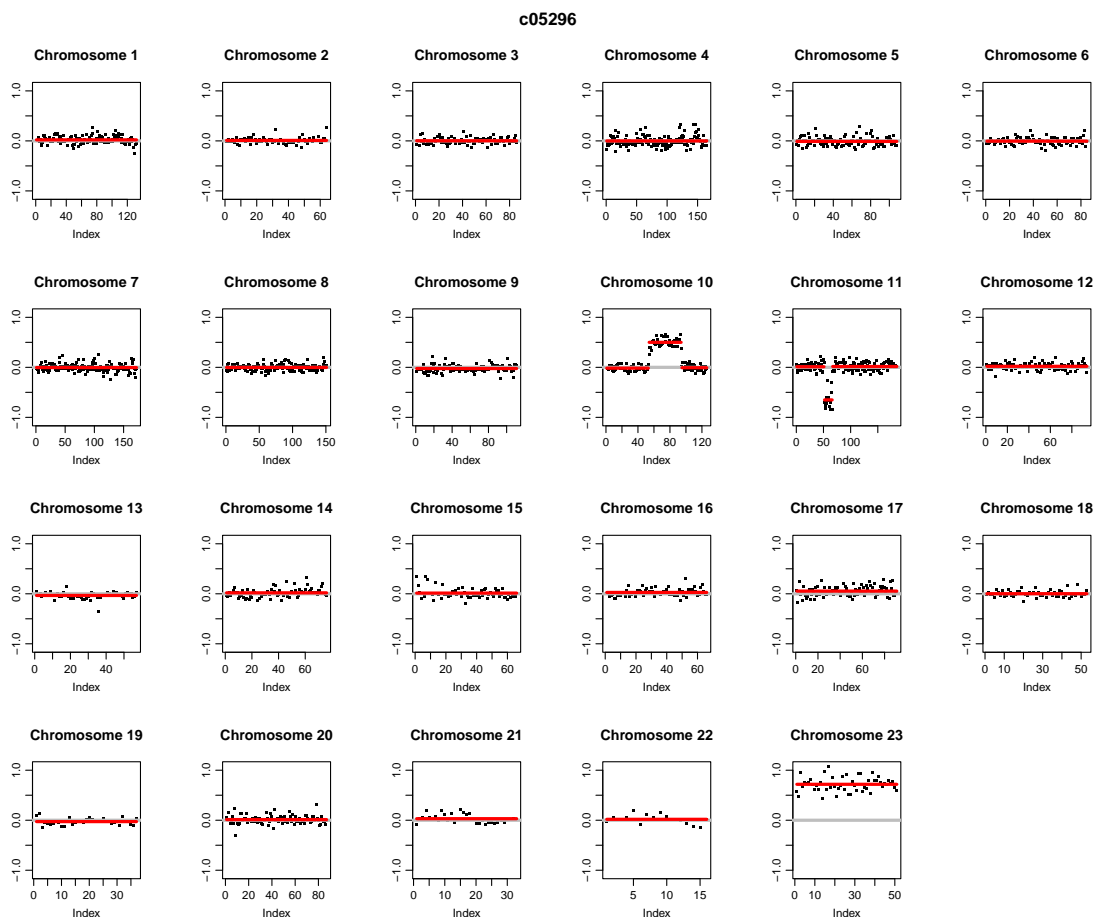 c05296
Chromosome 1
Chromosome 2
Chromosome 3
Chromosome 4
Chromosome 5
Chromosome 6
1.0
0.0
−1.0
0 40 80 120
Index
1.0
0.0
−1.0
0 20 40 60
Index
1.0
0.0
−1.0
0 20 40 60 80
Index
1.0
0.0
−1.0
0 50 100 150
Index
1.0
0.0
−1.0
0 20 40 80
Index
1.0
0.0
−1.0
0 20 40 60 80
Index
Chromosome 7
Chromosome 8
Chromosome 9
Chromosome 10
Chromosome 11
Chromosome 12
1.0
0.0
−1.0
0 50 100 150
Index
1.0
0.0
−1.0
0 50 100 150
Index
1.0
0.0
−1.0
0 20 40 80
Index
1.0
0.0
−1.0
0 40 80 120
Index
1.0
0.0
−1.0
0 50 100
Index
1.0
0.0
−1.0
0 20 60
Index
Chromosome 13
Chromosome 14
Chromosome 15
Chromosome 16
Chromosome 17
Chromosome 18
1.0
0.0
−1.0
0 20 40
Index
1.0
0.0
−1.0
0 20 40 60
Index
1.0
0.0
−1.0
0 20 40 60
Index
1.0
0.0
−1.0
0 20 40 60
Index
1.0
0.0
−1.0
0 20 60
Index
1.0
0.0
−1.0
0 10 30 50
Index
Chromosome 19
Chromosome 20
Chromosome 21
Chromosome 22
Chromosome 23
1.0
0.0
−1.0
0 10 20 30
Index
1.0
0.0
−1.0
0 20 40 60 80
Index
1.0
0.0
−1.0
0 10 20 30
Index
1.0
0.0
−1.0
5 10 15
Index
1.0
0.0
−1.0
0 10 30 50
Index